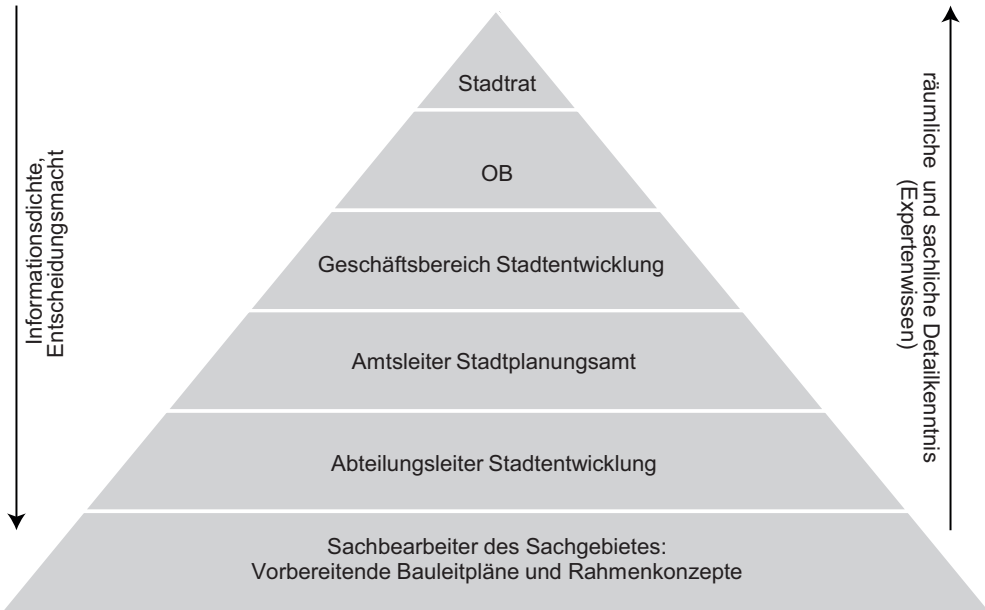 Stadtrat
OB
Geschäftsbereich Stadtentwicklung
Amtsleiter Stadtplanungsamt
Abteilungsleiter Stadtentwicklung
Sachbearbeiter des Sachgebietes:
Vorbereitende Bauleitpläne und Rahmenkonzepte
Informationsdichte,
Entscheidungsmacht
räumliche und sachliche Detailkenntnis
(Expertenwissen)